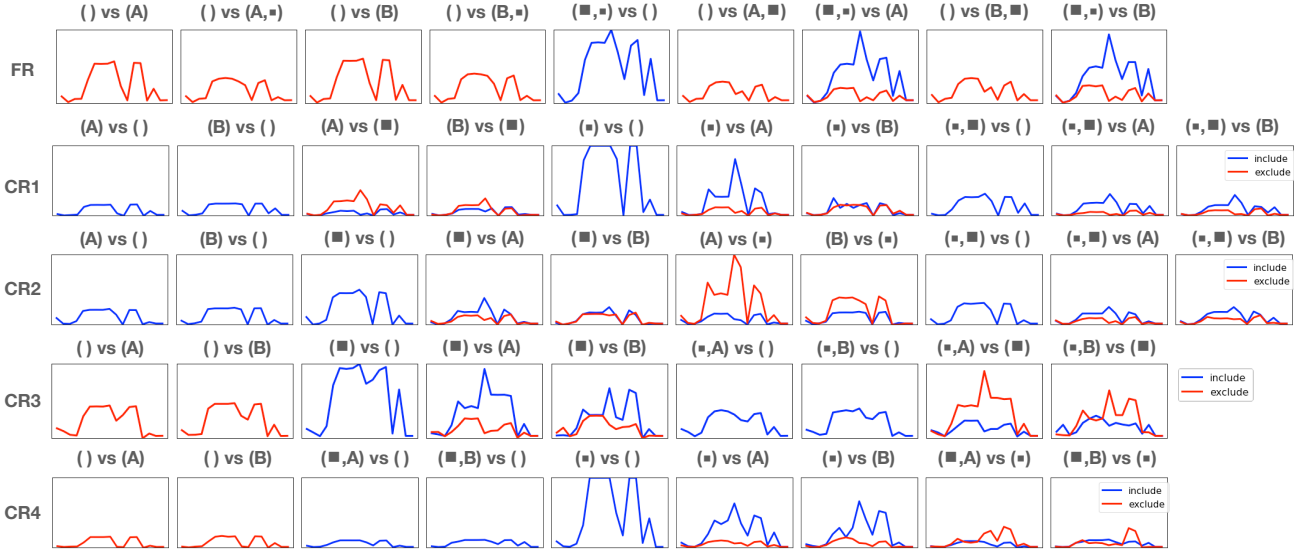 ( ) vs (A) ( ) vs (A,▪) ( ) vs (B) ( ) vs (B,▪) (■,▪) vs ( ) ( ) vs (A,■) (■,▪) vs (A) ( ) vs (B,■) (■,▪) vs (B)
FR
(A) vs ( ) (B) vs ( ) (A) vs (■) (B) vs (■) (▪) vs ( ) (▪) vs (A) (▪) vs (B) (▪,■) vs ( ) (▪,■) vs (A) (▪,■) vs (B)
CR1
include
exclude
(A) vs ( ) (B) vs ( ) (■) vs ( ) (■) vs (A) (■) vs (B) (A) vs (▪) (B) vs (▪) (▪,■) vs ( ) (▪,■) vs (A) (▪,■) vs (B)
CR2
include
exclude
( ) vs (A) ( ) vs (B) (■) vs ( ) (■) vs (A) (■) vs (B) (▪,A) vs ( ) (▪,B) vs ( ) (▪,A) vs (■) (▪,B) vs (■)
CR3
include
exclude
( ) vs (A) ( ) vs (B) (■,A) vs ( ) (■,B) vs ( ) (▪) vs ( ) (▪) vs (A) (▪) vs (B) (■,A) vs (▪) (■,B) vs (▪)
CR4
include
exclude